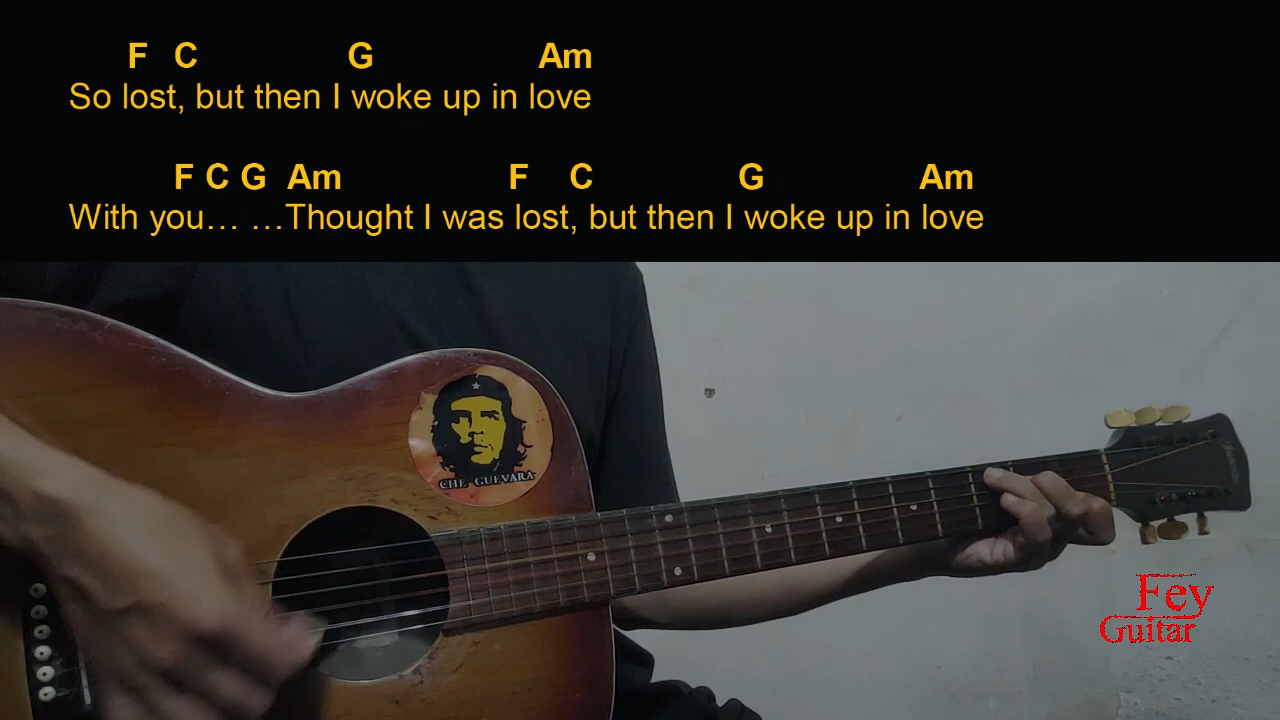 F C G Am
So lost, but then I woke up in love
F C G Am F C G Am
With you… …Thought I was lost, but then I woke up in love
CHE GUEVARA
Fey
Guitar